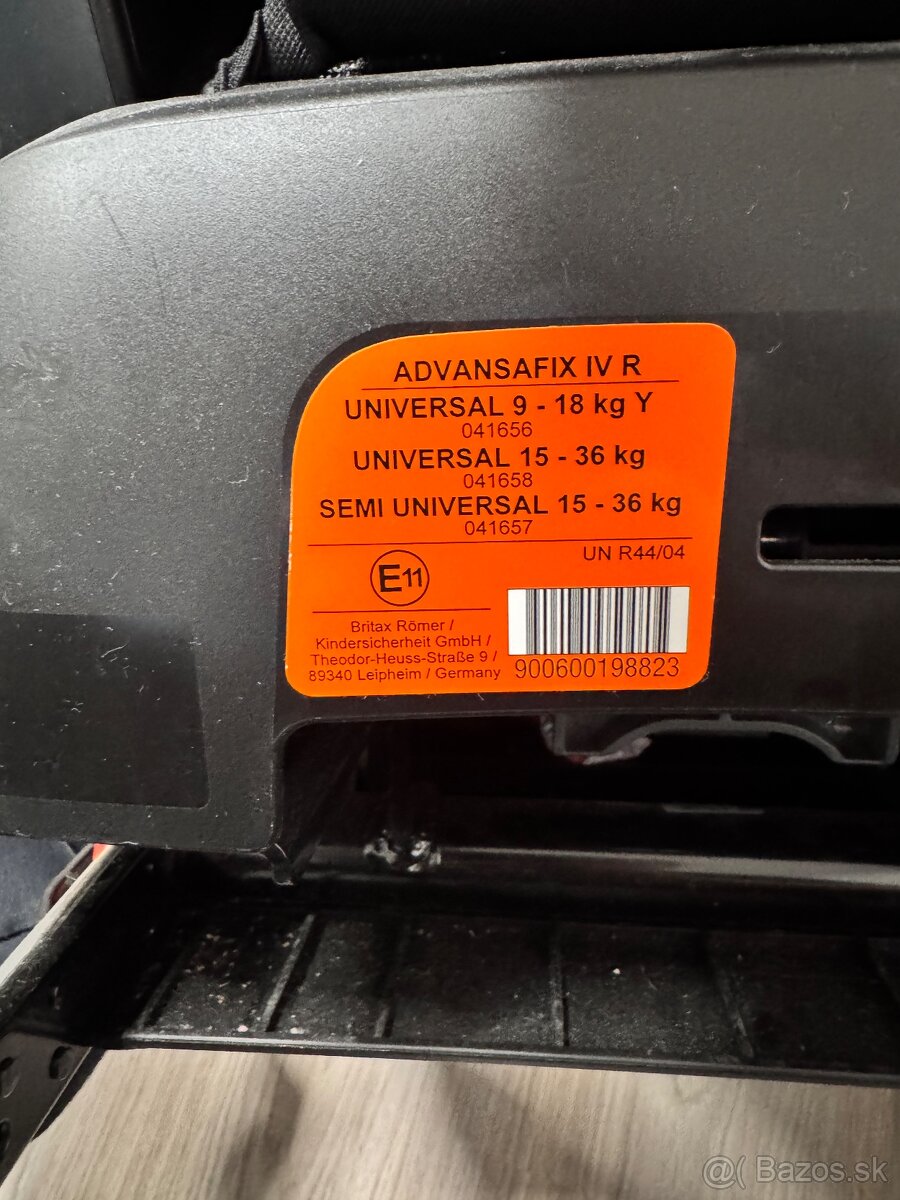 ADVANSAFIX IV R
UNIVERSAL 9 - 18 kg Y
041656
UNIVERSAL 15 - 36 kg
041658
SEMI UNIVERSAL 15 - 36 kg
041657
UN R44/04
E11
Britax Römer /
Kindersicherheit GmbH /
Theodor-Heuss-Straße 9 /
89340 Leipheim / Germany
900600198823
@( Bazos.sk